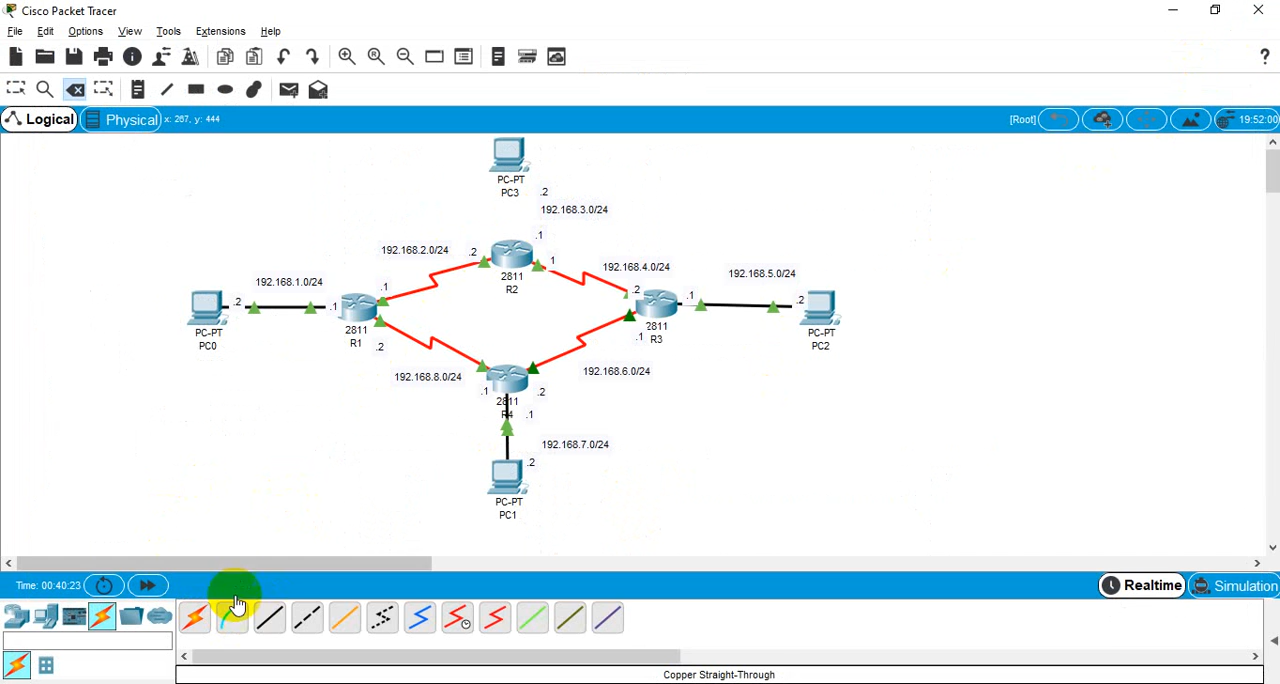 Cisco Packet Tracer
File Edit Options View Tools Extensions Help
?
Logical Physical x: 267, y: 444 [Root] 19:52:00
PC-PT
PC3
.2
192.168.3.0/24
.1
192.168.2.0/24
.2
2811
R2
.1
192.168.4.0/24
192.168.5.0/24
192.168.1.0/24
.2
.1
.1
.2
.1
.2
PC-PT
PC0
2811
R1
.2
2811
R3
.1
PC-PT
PC2
192.168.8.0/24
192.168.6.0/24
.1
.2
2811
R4
.1
192.168.7.0/24
.2
PC-PT
PC1
Time: 00:40:23
Realtime Simulation
Copper Straight-Through